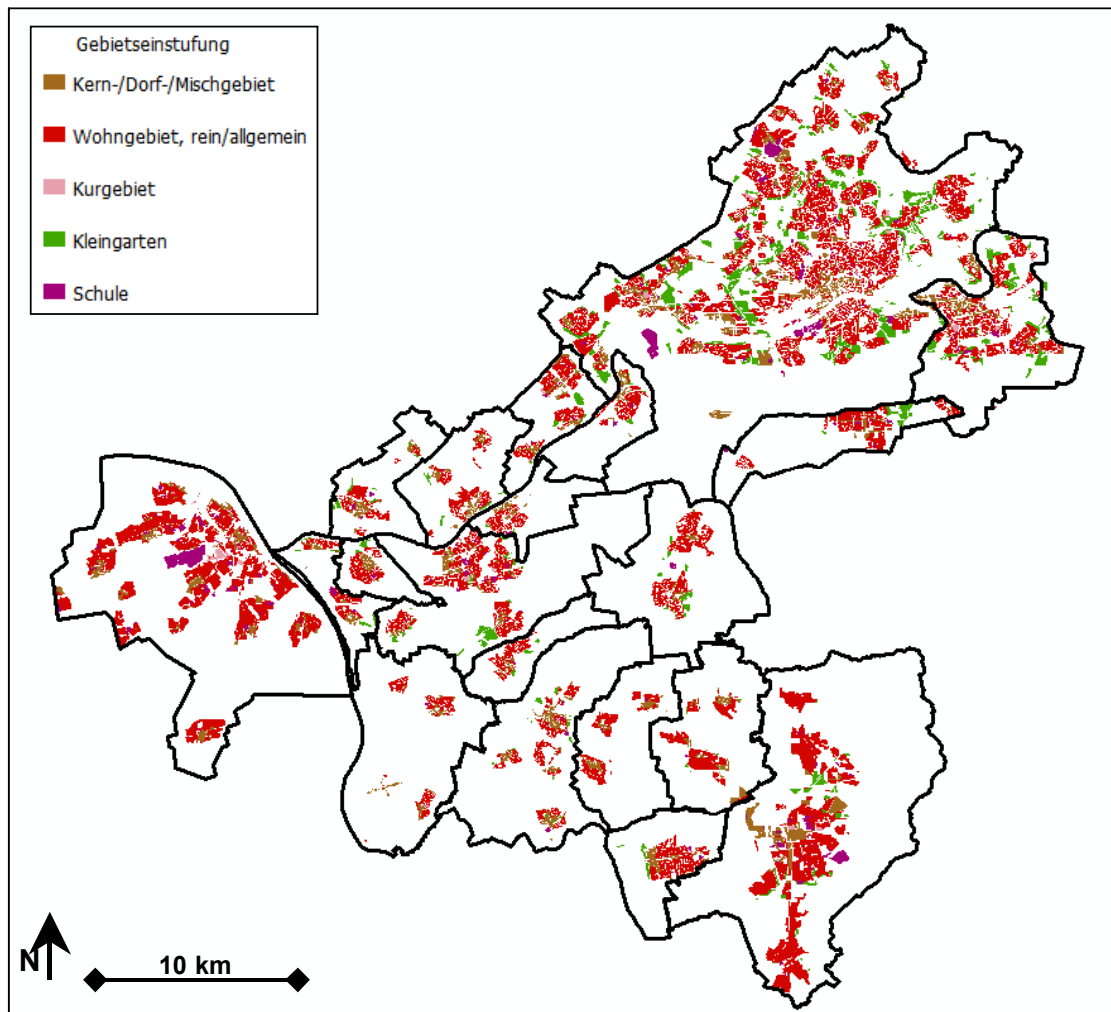 Gebietseinstufung
Kern-/Dorf-/Mischgebiet
Wohngebiet, rein/allgemein
Kurgebiet
Kleingarten
Schule
N
10 km